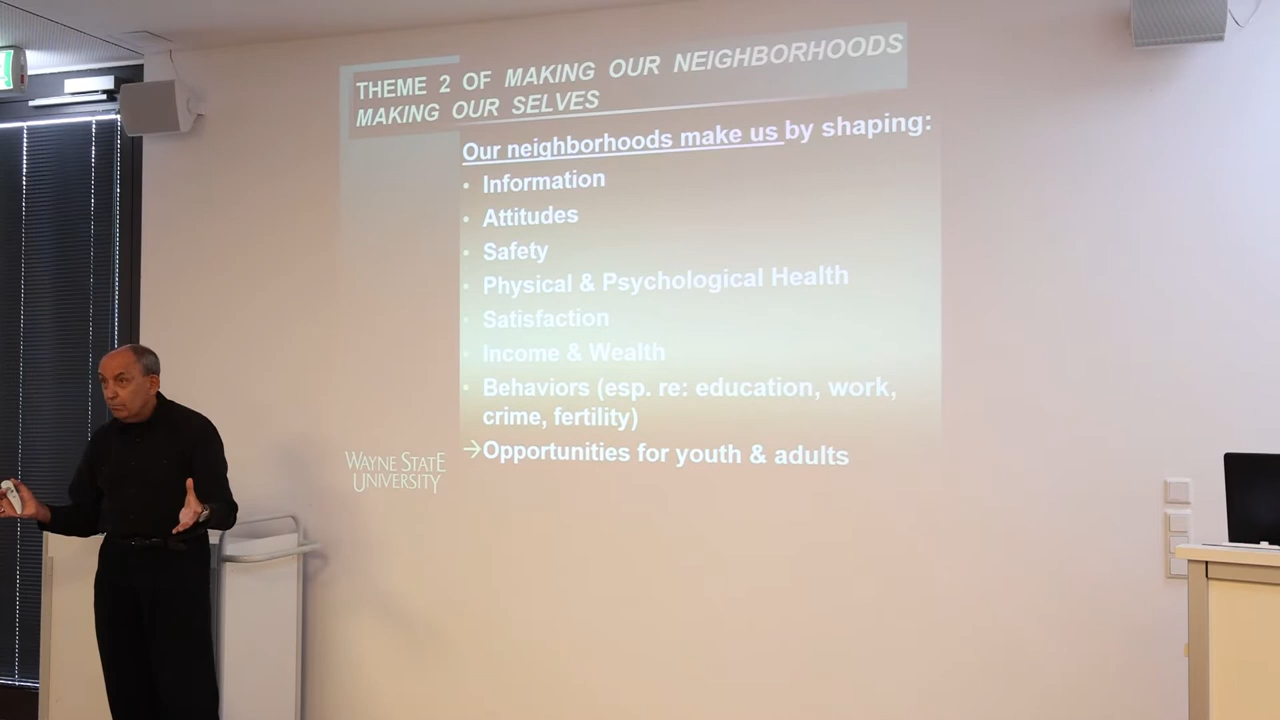 THEME 2 OF MAKING OUR NEIGHBORHOODS
MAKING OUR SELVES
Our neighborhoods make us by shaping:
• Information
• Attitudes
• Safety
• Physical & Psychological Health
• Satisfaction
• Income & Wealth
• Behaviors (esp. re: education, work,
crime, fertility)
→Opportunities for youth & adults
WAYNE STATE
UNIVERSITY